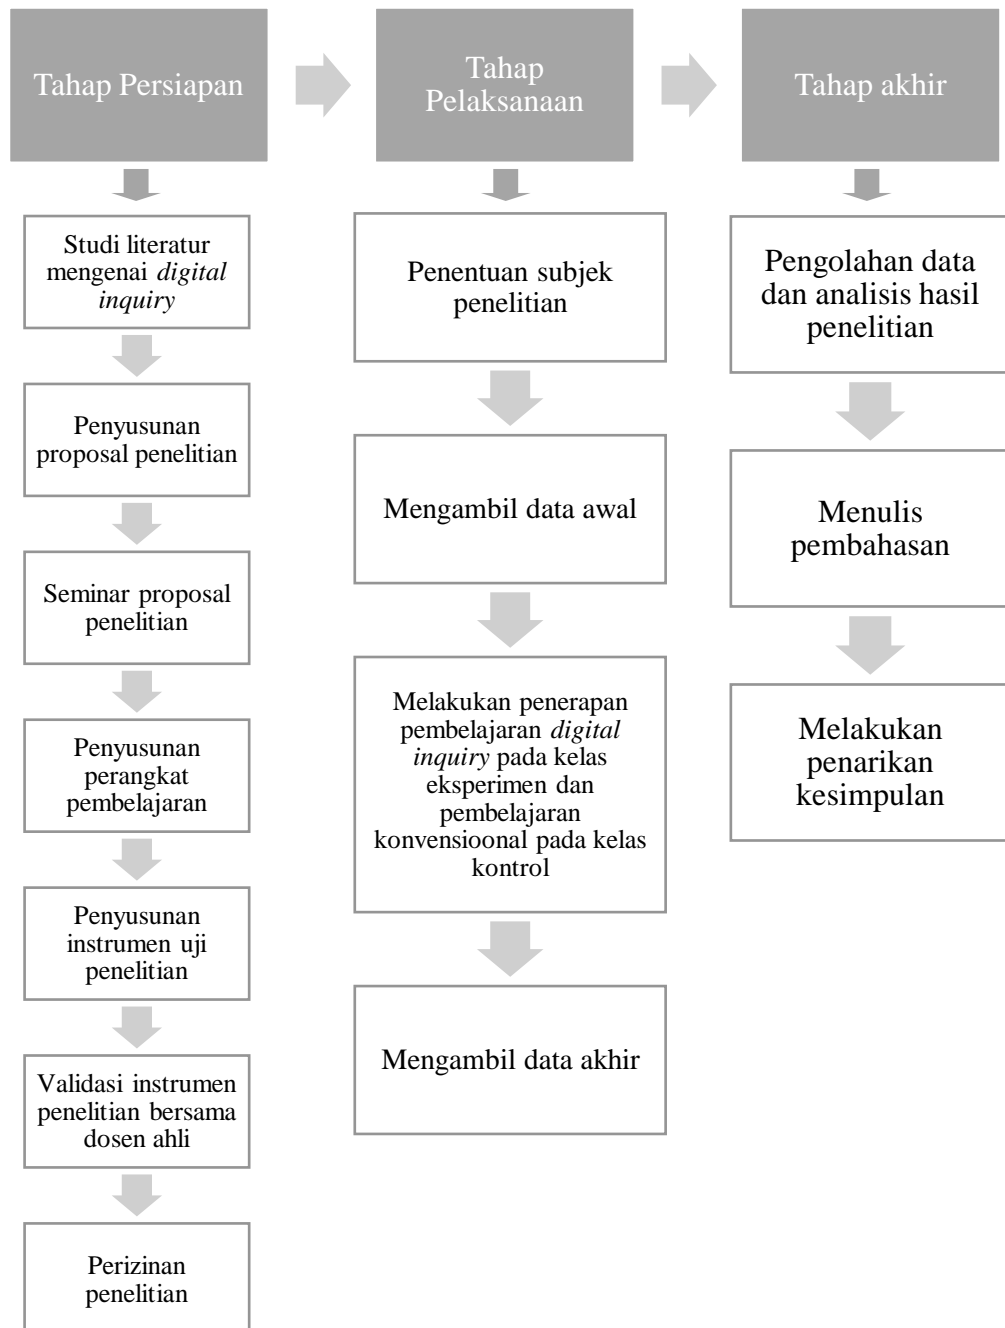 Tahap Persiapan
Tahap
Pelaksanaan
Tahap akhir
Studi literatur
mengenai digital
inquiry
Penyusunan
proposal penelitian
Seminar proposal
penelitian
Penyusunan
perangkat
pembelajaran
Penyusunan
instrumen uji
penelitian
Validasi instrumen
penelitian bersama
dosen ahli
Perizinan
penelitian
Penentuan subjek
penelitian
Mengambil data awal
Melakukan penerapan
pembelajaran digital
inquiry pada kelas
eksperimen dan
pembelajaran
konvensioonal pada kelas
kontrol
Mengambil data akhir
Pengolahan data
dan analisis hasil
penelitian
Menulis
pembahasan
Melakukan
penarikan
kesimpulan